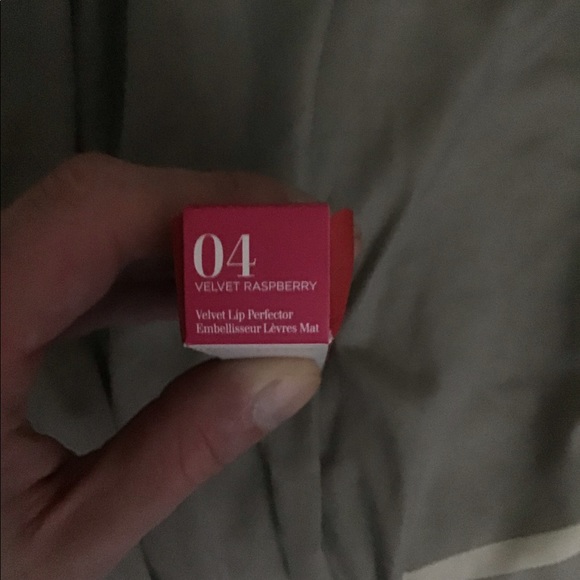 04
VELVET RASPBERRY
Velvet Lip Perfector
Embellisseur Lèvres Mat